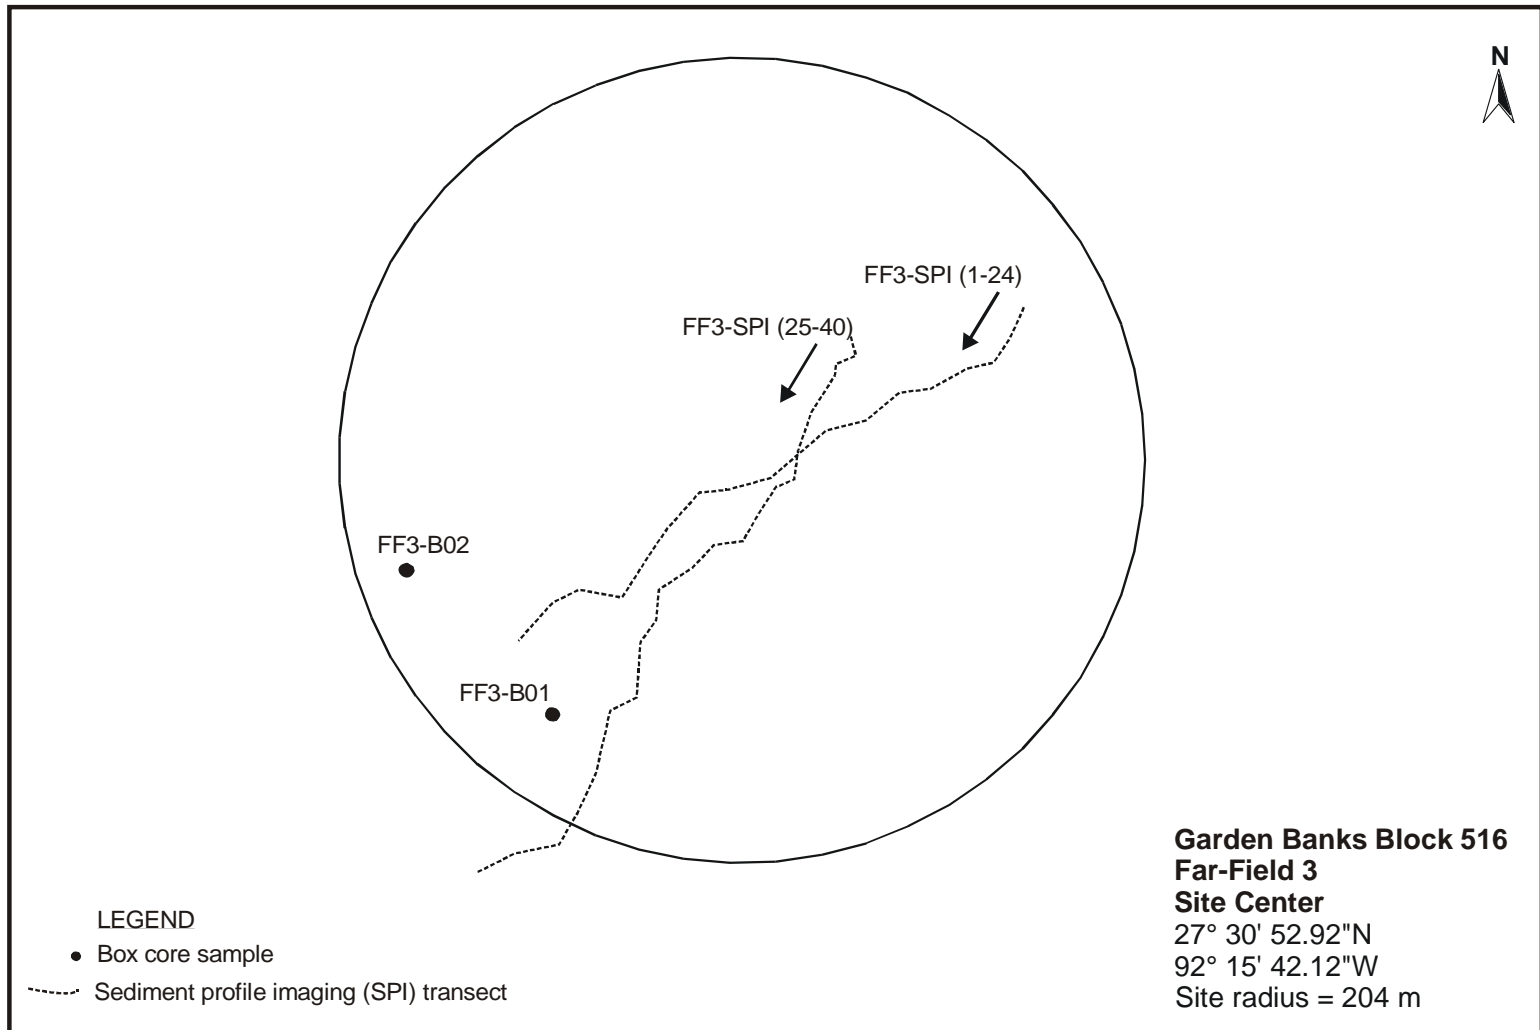 N
FF3-SPI (1-24)
FF3-SPI (25-40)
FF3-B02
FF3-B01
Garden Banks Block 516
Far-Field 3
Site Center
27° 30' 52.92"N
92° 15' 42.12"W
Site radius = 204 m
LEGEND
Box core sample
Sediment profile imaging (SPI) transect